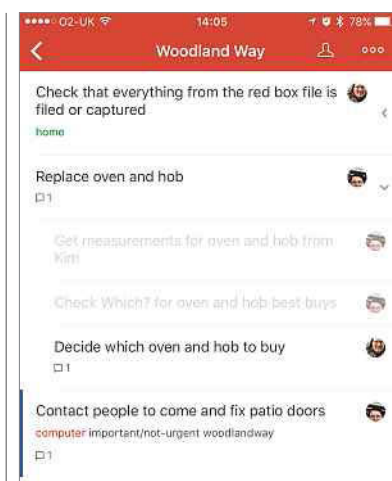 O2-UK 14:05 78%
Woodland Way
Check that everything from the red box file is
filed or captured
home
Replace oven and hob
1
Get measurements for oven and hob from
Kim
Check Which? for oven and hob best buys
Decide which oven and hob to buy
1
Contact people to come and fix patio doors
computer important/not-urgent woodlandway
1